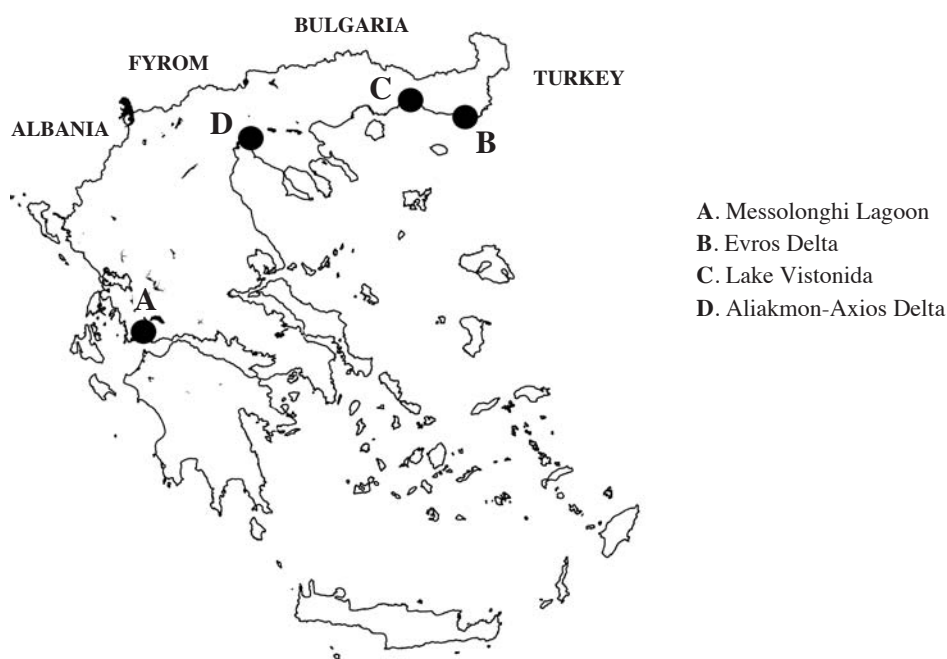 BULGARIA
FYROM
TURKEY
C
D
ALBANIA
B
A. Messolonghi Lagoon
B. Evros Delta
C. Lake Vistonida
D. Aliakmon-Axios Delta
A